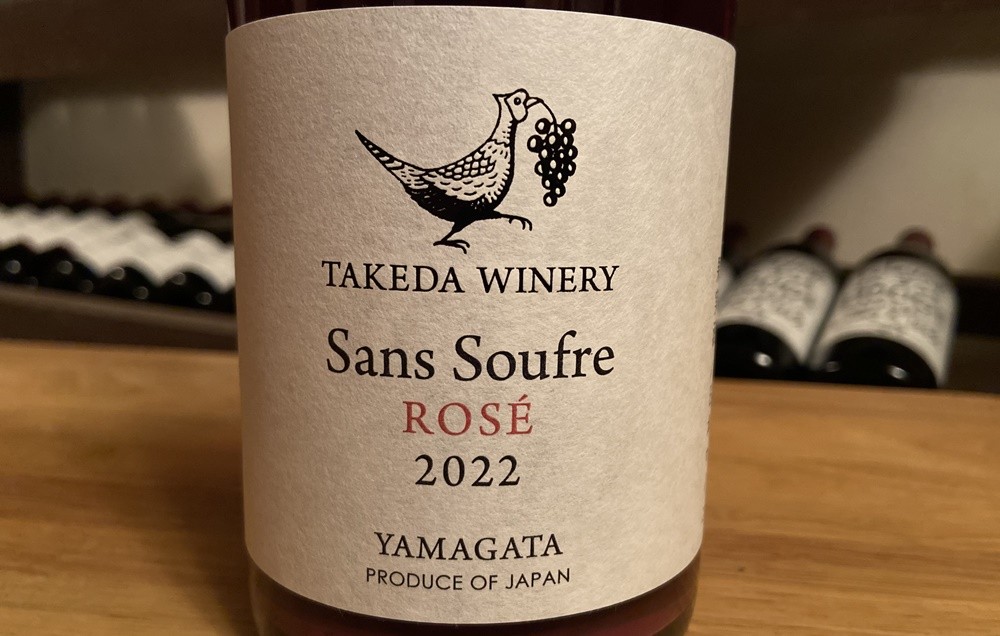 TAKEDA WINERY
Sans Soufre
ROSÉ
2022
YAMAGATA
PRODUCE OF JAPAN